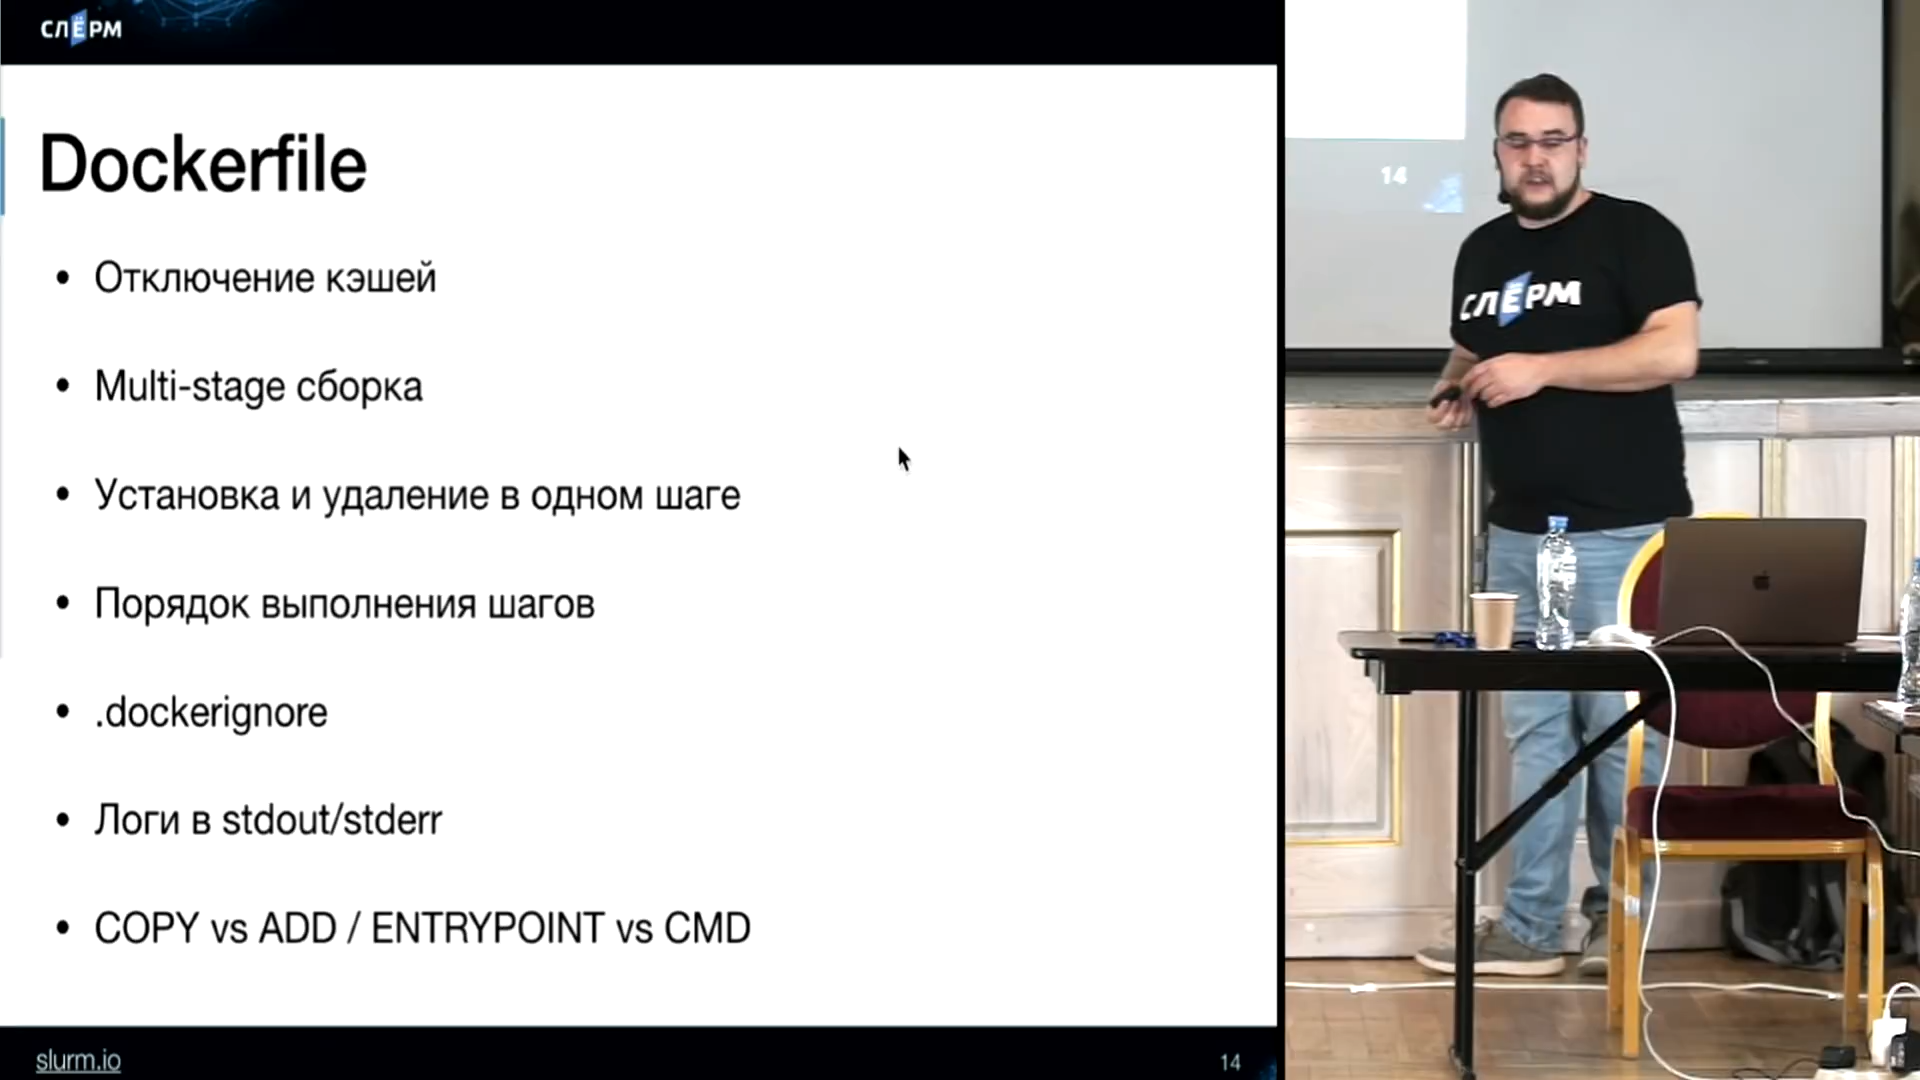 СЛЁРМ
Dockerfile
• Отключение кэшей
• Multi-stage сборка
• Установка и удаление в одном шаге
• Порядок выполнения шагов
• .dockerignore
• Логи в stdout/stderr
• COPY vs ADD / ENTRYPOINT vs CMD
slurm.io
14
14
СЛЁРМ